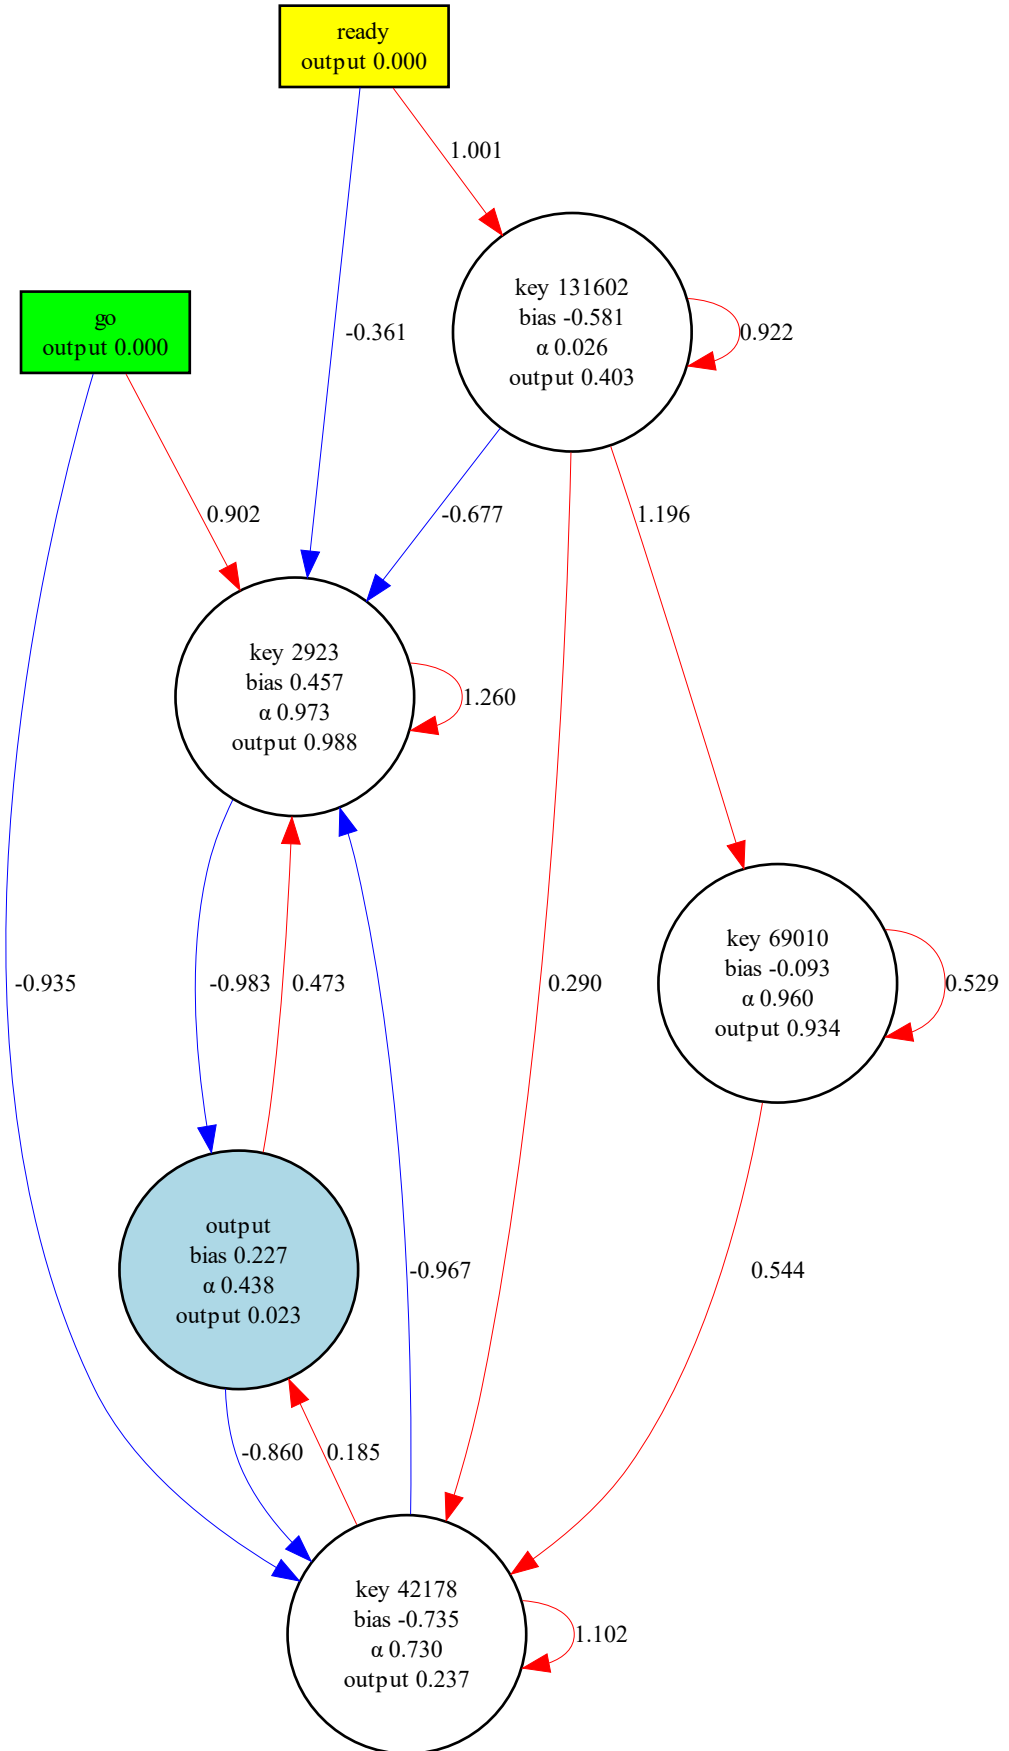 ready
output 0.000
1.001
key 131602
bias -0.581
α 0.026
output 0.403
0.922
go
output 0.000
-0.361
0.902
-0.677
1.196
key 2923
bias 0.457
α 0.973
output 0.988
1.260
key 69010
bias -0.093
α 0.960
output 0.934
0.529
-0.935
-0.983
0.473
0.290
output
bias 0.227
α 0.438
output 0.023
-0.967
0.544
-0.860
0.185
key 42178
bias -0.735
α 0.730
output 0.237
1.102